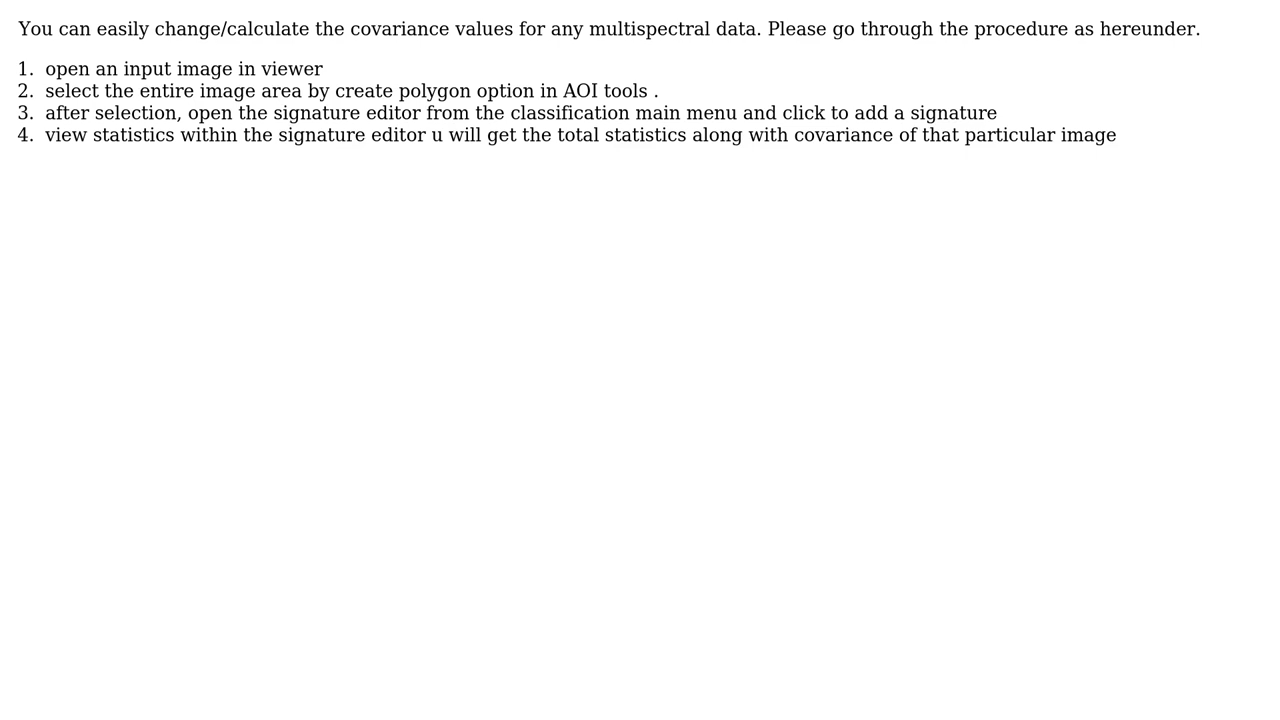 You can easily change/calculate the covariance values for any multispectral data. Please go through the procedure as hereunder.
1. open an input image in viewer
2. select the entire image area by create polygon option in AOI tools .
3. after selection, open the signature editor from the classification main menu and click to add a signature
4. view statistics within the signature editor u will get the total statistics along with covariance of that particular image